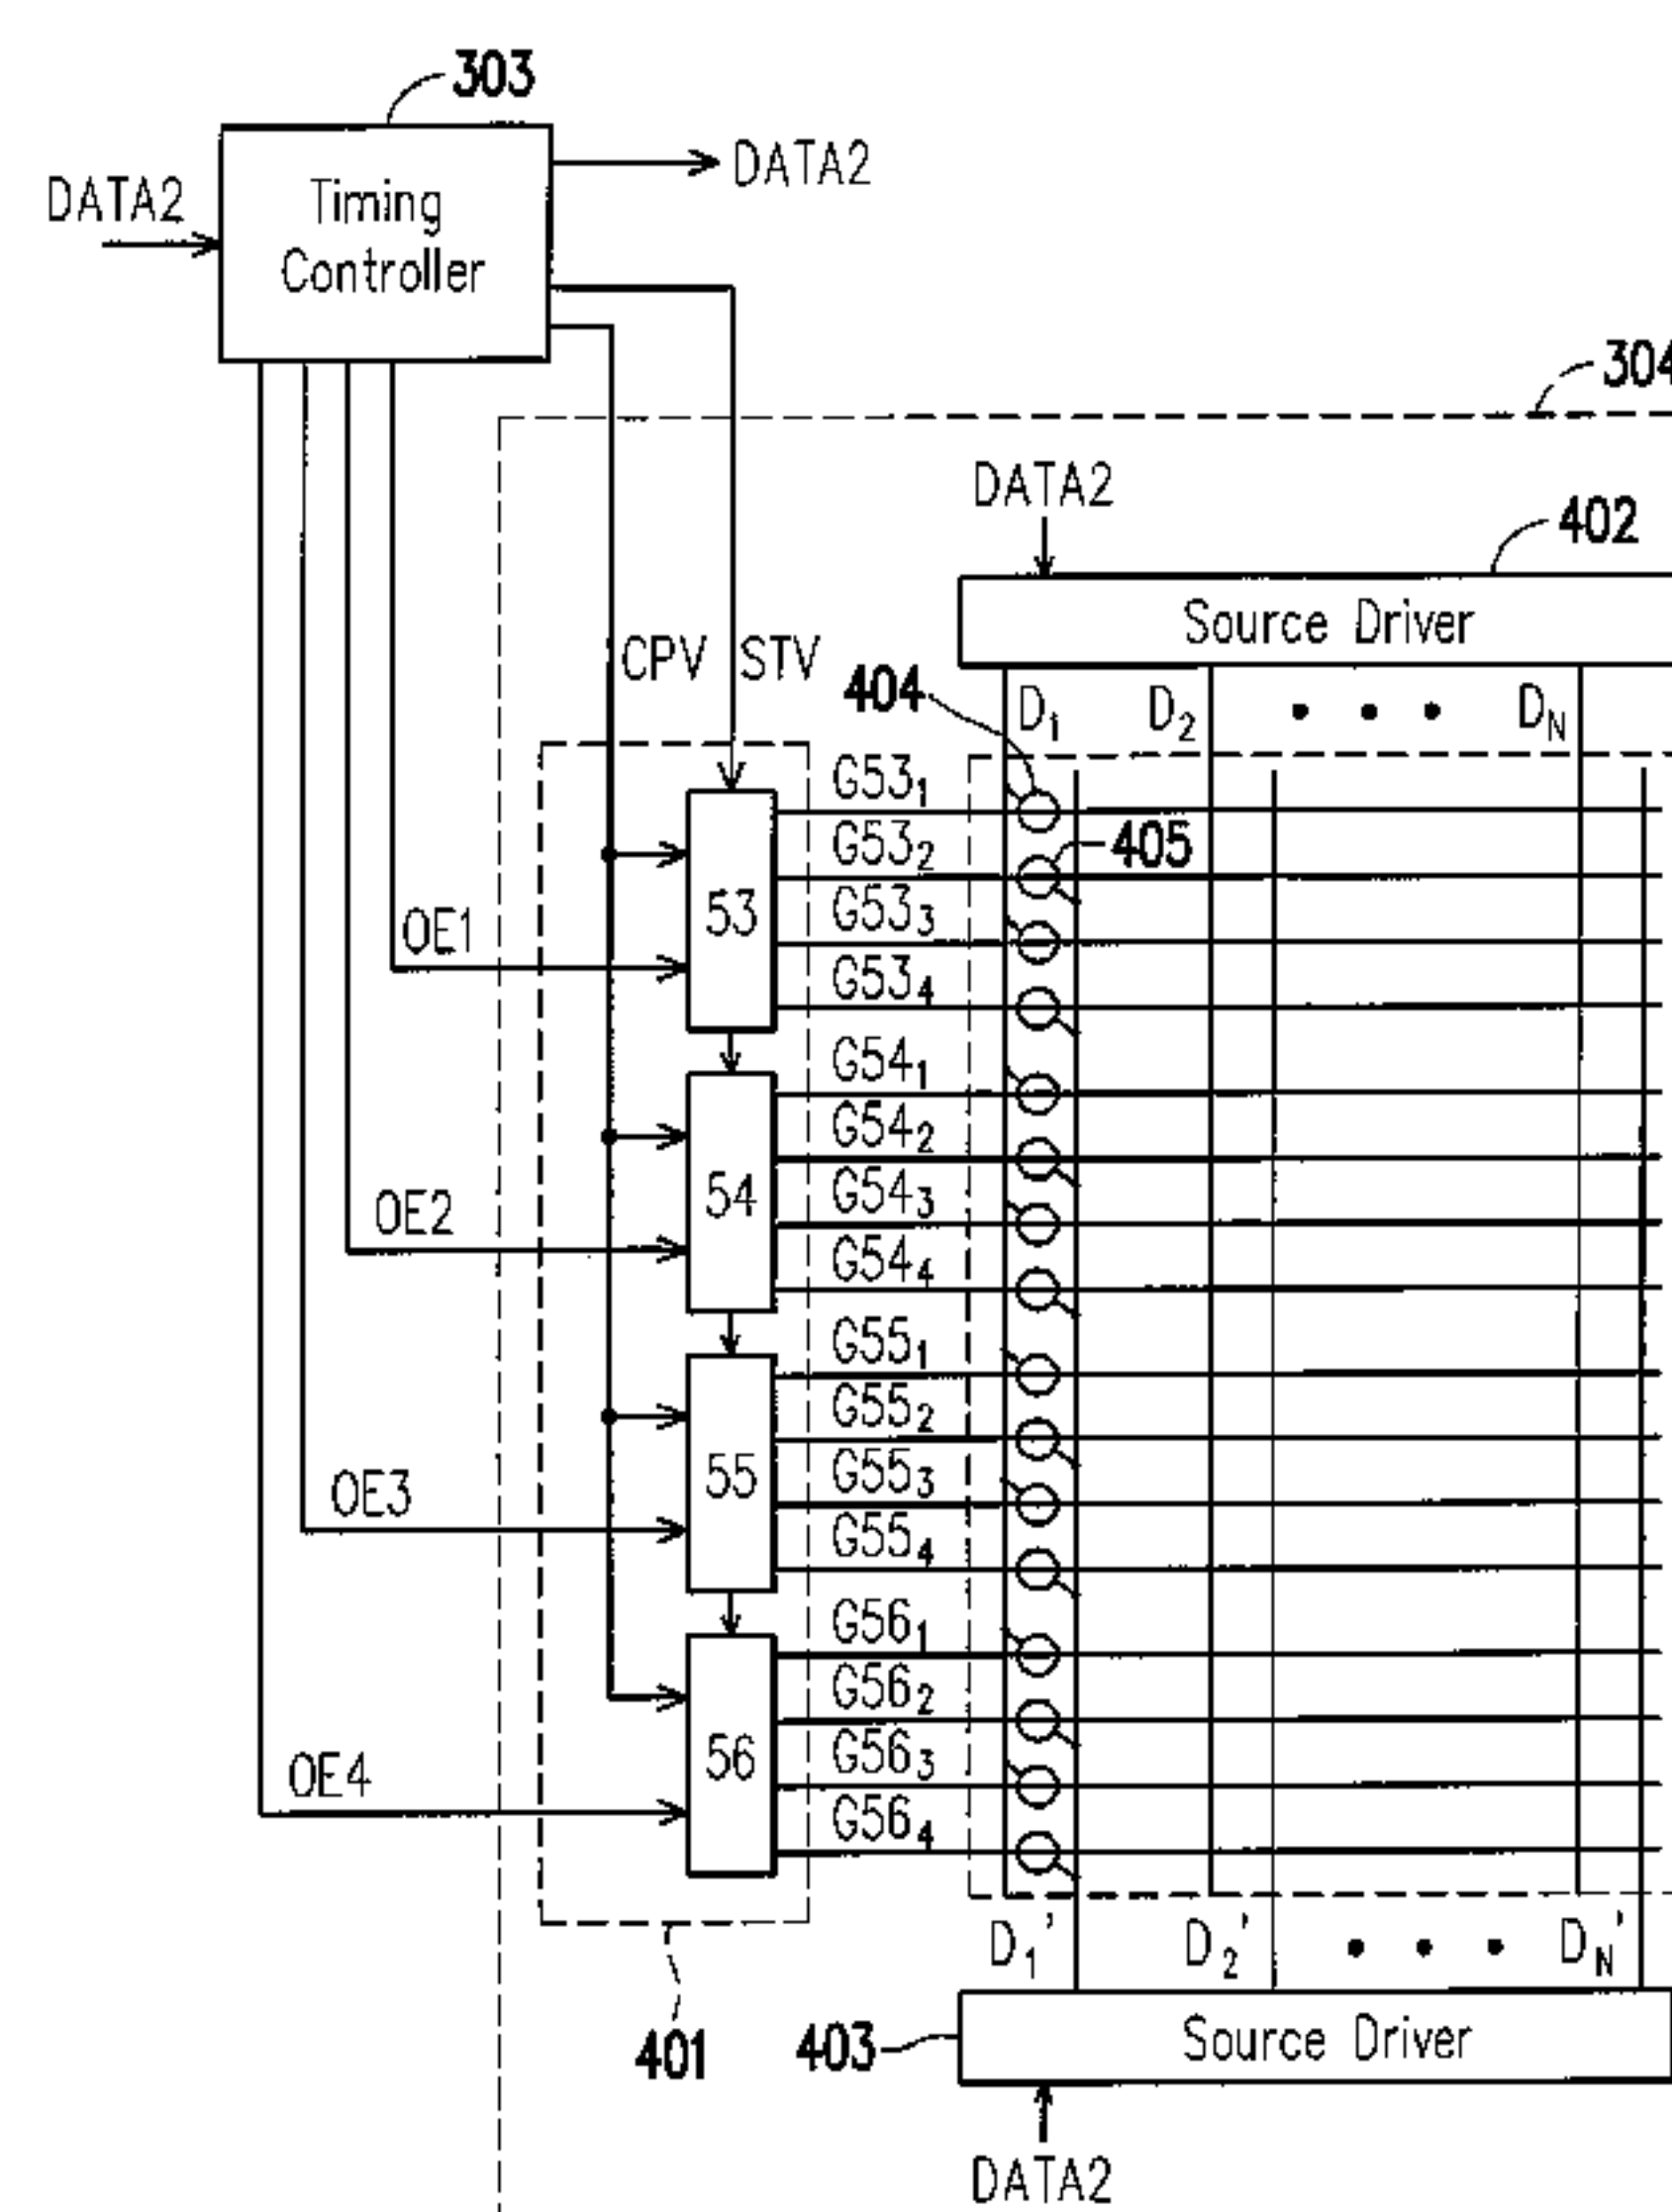 303
DATA2
DATA2
Timing
Controller
304
DATA2
402
Source Driver
CPV STV
404
D1 D2 • • • DN
G531
G532
405
G533
53
OE1
G534
G541
G542
G543
54
OE2
G544
G551
G552
G553
55
OE3
G554
G561
G562
G563
56
OE4
G564
D1' D2' • • • DN'
401
403
Source Driver
DATA2